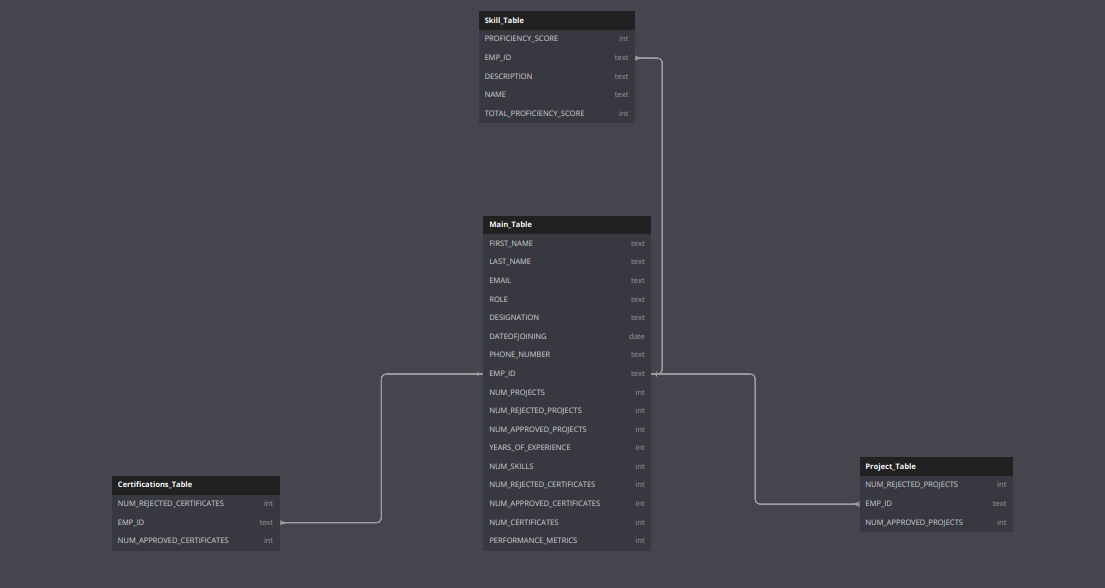 Skill_Table
PROFICIENCY_SCORE int
EMP_ID text
DESCRIPTION text
NAME text
TOTAL_PROFICIENCY_SCORE int
Main_Table
FIRST_NAME text
LAST_NAME text
EMAIL text
ROLE text
DESIGNATION text
DATEOFJOINING date
PHONE_NUMBER text
EMP_ID text
NUM_PROJECTS int
NUM_REJECTED_PROJECTS int
NUM_APPROVED_PROJECTS int
YEARS_OF_EXPERIENCE int
NUM_SKILLS int
NUM_REJECTED_CERTIFICATES int
NUM_APPROVED_CERTIFICATES int
NUM_CERTIFICATES int
PERFORMANCE_METRICS int
Certifications_Table
NUM_REJECTED_CERTIFICATES int
EMP_ID text
NUM_APPROVED_CERTIFICATES int
Project_Table
NUM_REJECTED_PROJECTS int
EMP_ID text
NUM_APPROVED_PROJECTS int